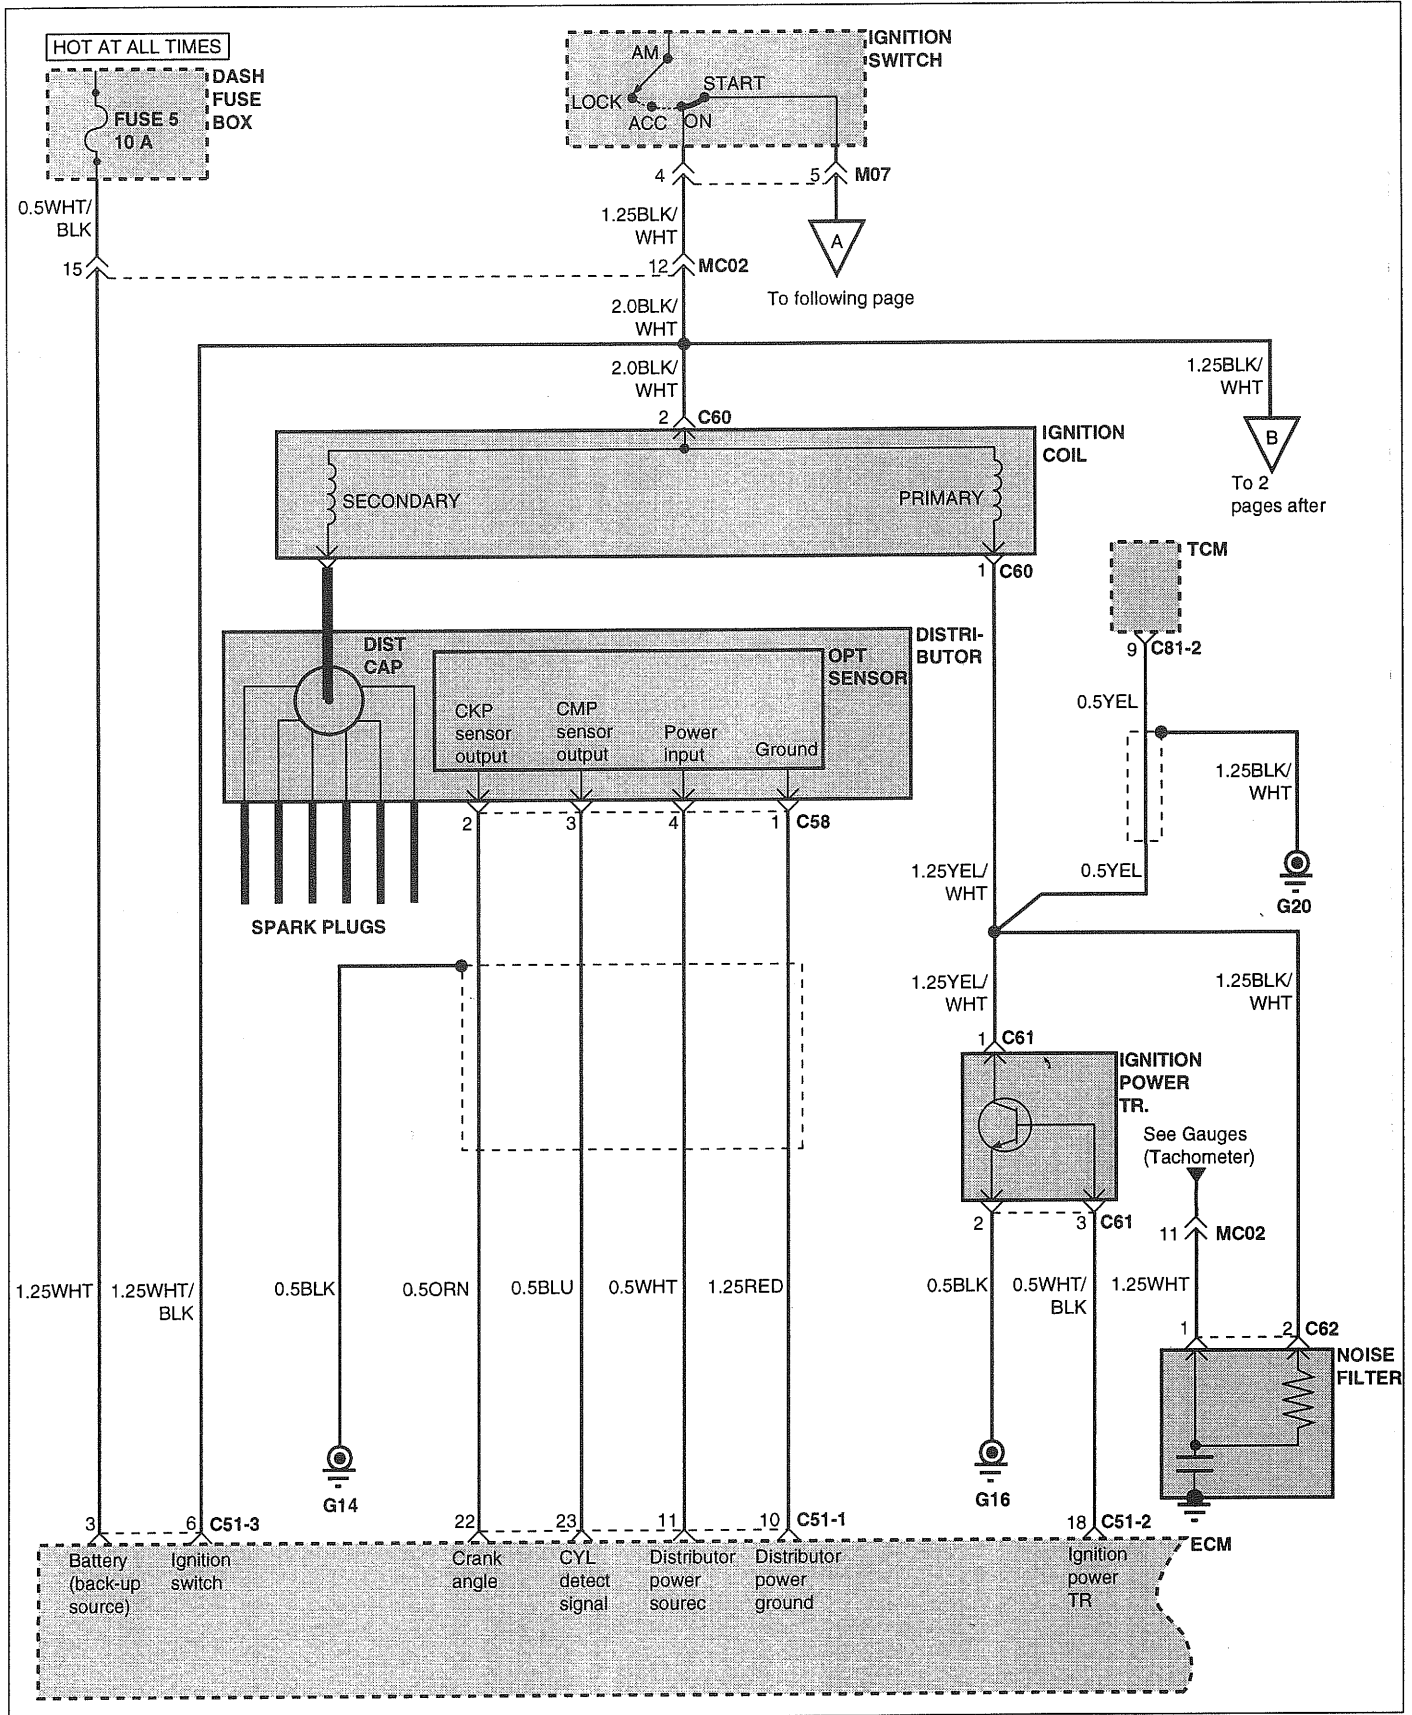 HOT AT ALL TIMES
DASH
FUSE
BOX
FUSE 5
10 A
IGNITION
SWITCH
AM
LOCK
START
ACC
ON
4
5
M07
0.5WHT/
BLK
1.25BLK/
WHT
A
15
12
MC02
To following page
2.0BLK/
WHT
2.0BLK/
WHT
1.25BLK/
WHT
2
C60
B
To 2
pages after
IGNITION
COIL
SECONDARY
PRIMARY
1
C60
TCM
9
C81-2
DISTRI-
BUTOR
DIST
CAP
OPT
SENSOR
CKP
sensor
output
CMP
sensor
output
Power
input
Ground
2
3
4
1
C58
0.5YEL
1.25BLK/
WHT
0.5YEL
G20
SPARK PLUGS
1.25YEL/
WHT
1.25YEL/
WHT
1.25BLK/
WHT
1
C61
IGNITION
POWER
TR.
See Gauges
(Tachometer)
2
3
C61
11
MC02
1.25WHT
1.25WHT/
BLK
0.5BLK
0.5ORN
0.5BLU
0.5WHT
1.25RED
0.5BLK
0.5WHT/
BLK
1.25WHT
1
2
C62
NOISE
FILTER
G14
G16
3
6
C51-3
22
23
11
10
C51-1
18
C51-2
ECM
Battery
(back-up
source)
Ignition
switch
Crank
angle
CYL
detect
signal
Distributor
power
sourec
Distributor
power
ground
Ignition
power
TR